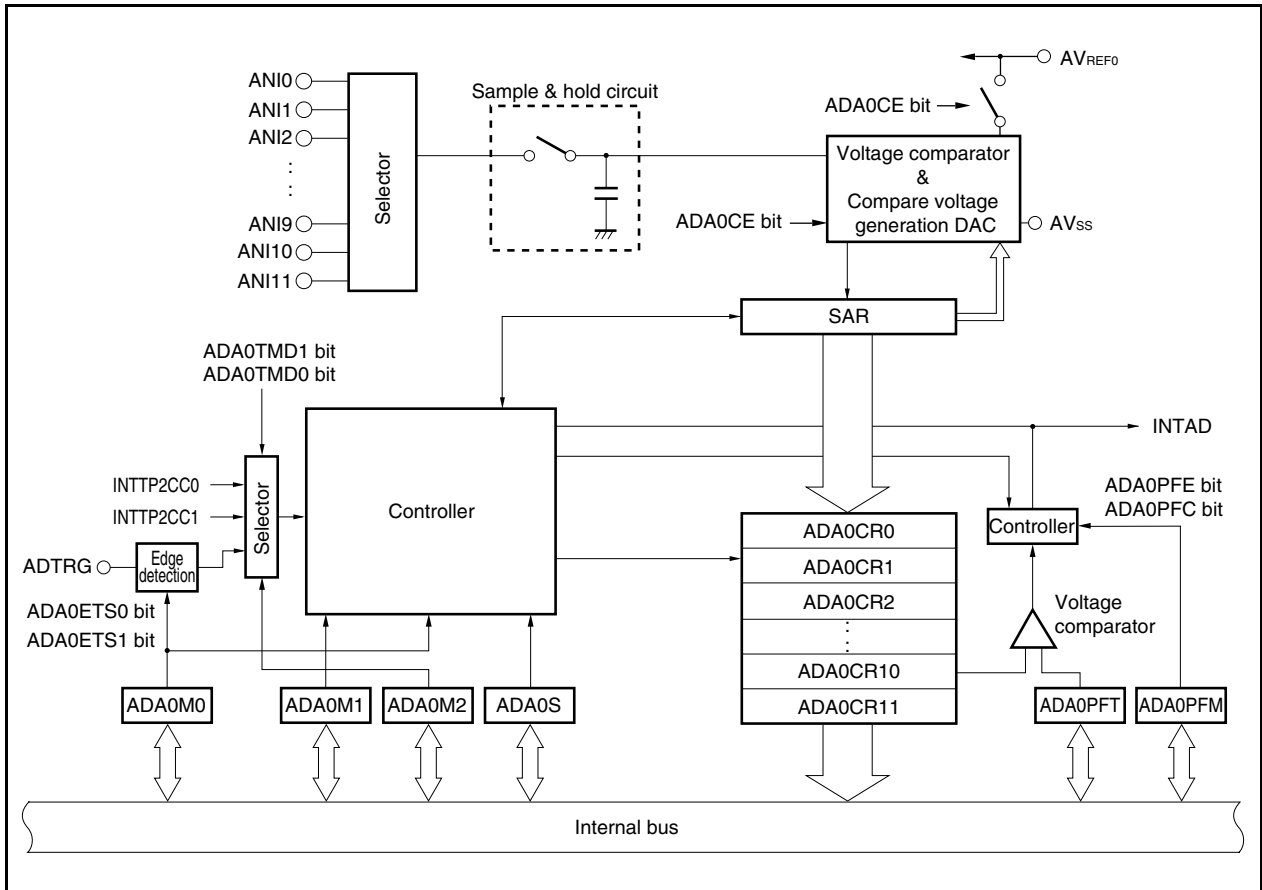 ANI0
ANI1
ANI2
ANI9
ANI10
ANI11
Selector
Sample & hold circuit
AVREF0
ADA0CE bit
Voltage comparator
&
Compare voltage
generation DAC
ADA0CE bit
AVSS
SAR
ADA0TMD1 bit
ADA0TMD0 bit
INTTP2CC0
INTTP2CC1
Selector
ADTRG
Edge
detection
ADA0ETS0 bit
ADA0ETS1 bit
Controller
INTAD
ADA0PFE bit
ADA0PFC bit
Controller
Voltage
comparator
ADA0CR0
ADA0CR1
ADA0CR2
ADA0CR10
ADA0CR11
ADA0M0
ADA0M1
ADA0M2
ADA0S
ADA0PFT
ADA0PFM
Internal bus